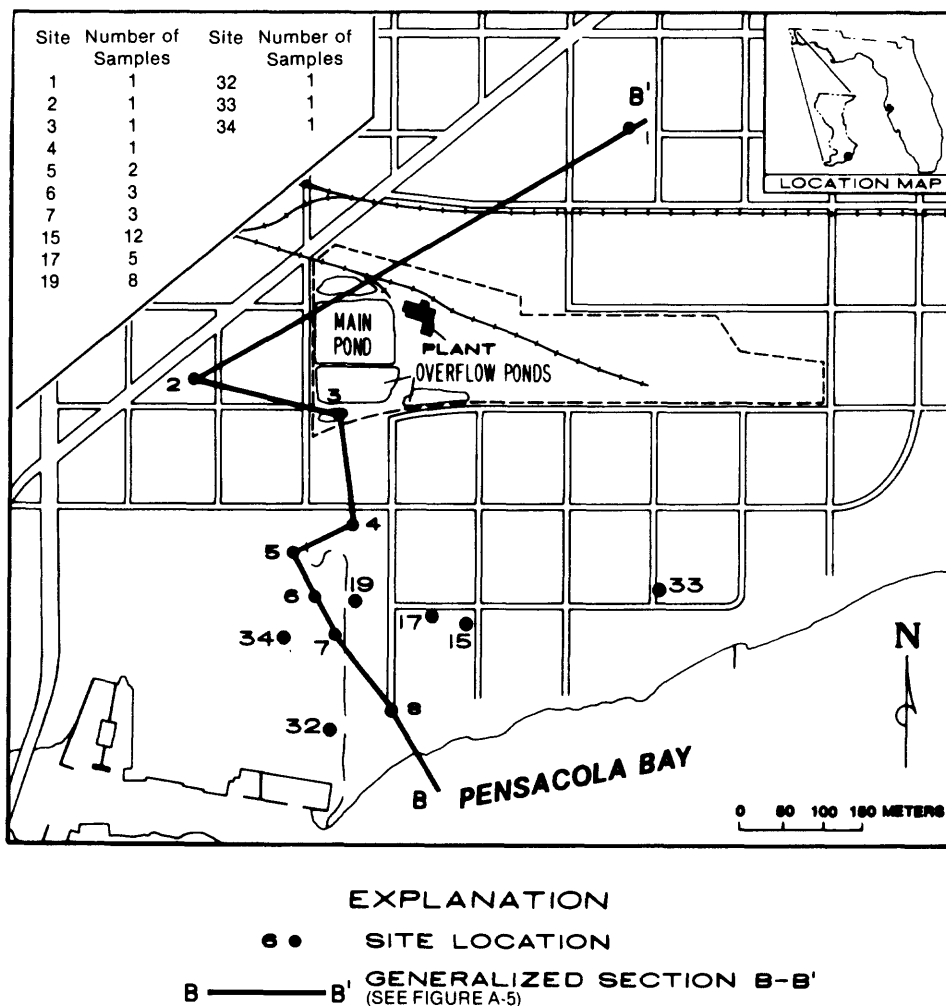 Site Number of Samples Site Number of Samples
1 1 32 1
2 1 33 1
3 1 34 1
4 1
5 2
6 3
7 3
15 12
17 5
19 8
LOCATION MAP
B'
1
MAIN POND
PLANT
OVERFLOW PONDS
2
3
4
5
6
19
33
17
15
34
7
N
8
32
B
PENSACOLA BAY
0 50 100 150 METERS
EXPLANATION
6 SITE LOCATION
B B' GENERALIZED SECTION B-B'
(SEE FIGURE A-5)